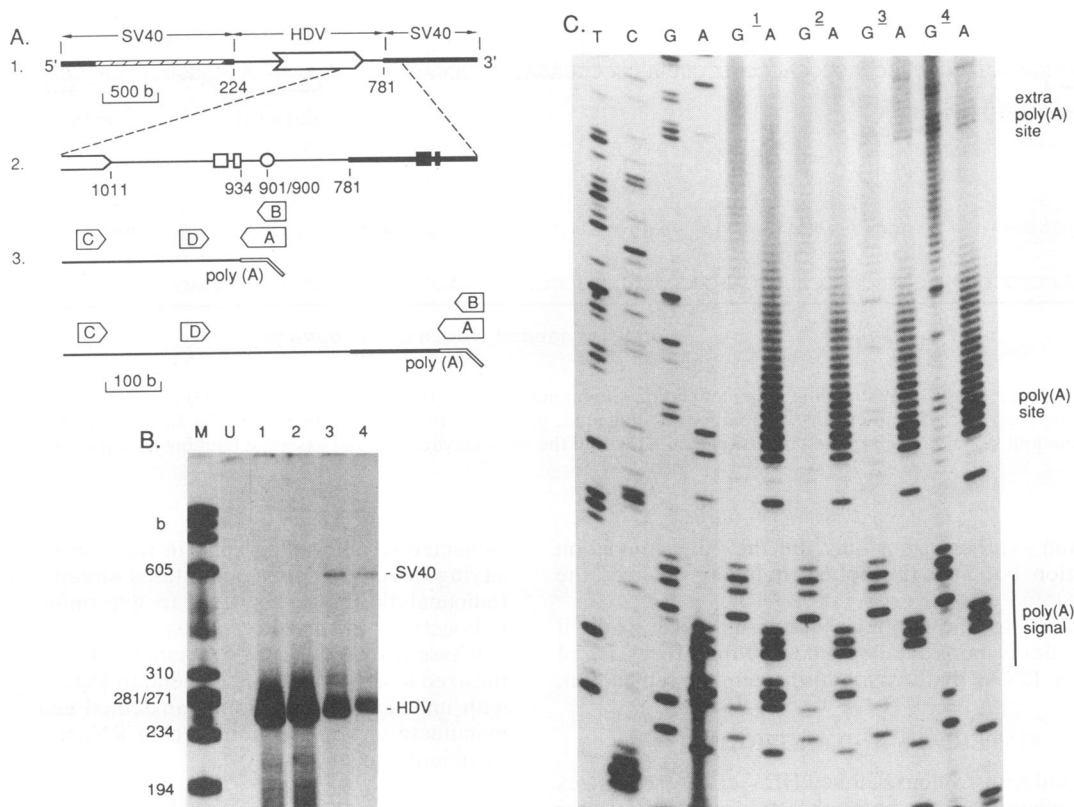 A.
SV40 HDV SV40
1. 5' 3'
500 b 224 781
2.
1011 934 901/900 781
B
C D A
3.
poly (A)
B
C D A
poly (A)
100 b
B.
M U 1 2 3 4
b
605
310
281/271
234
194
- SV40
- HDV
C.
1 2 3 4
T C G A G A G A G A G A
extra
poly(A)
site
poly(A)
site
poly(A)
signal